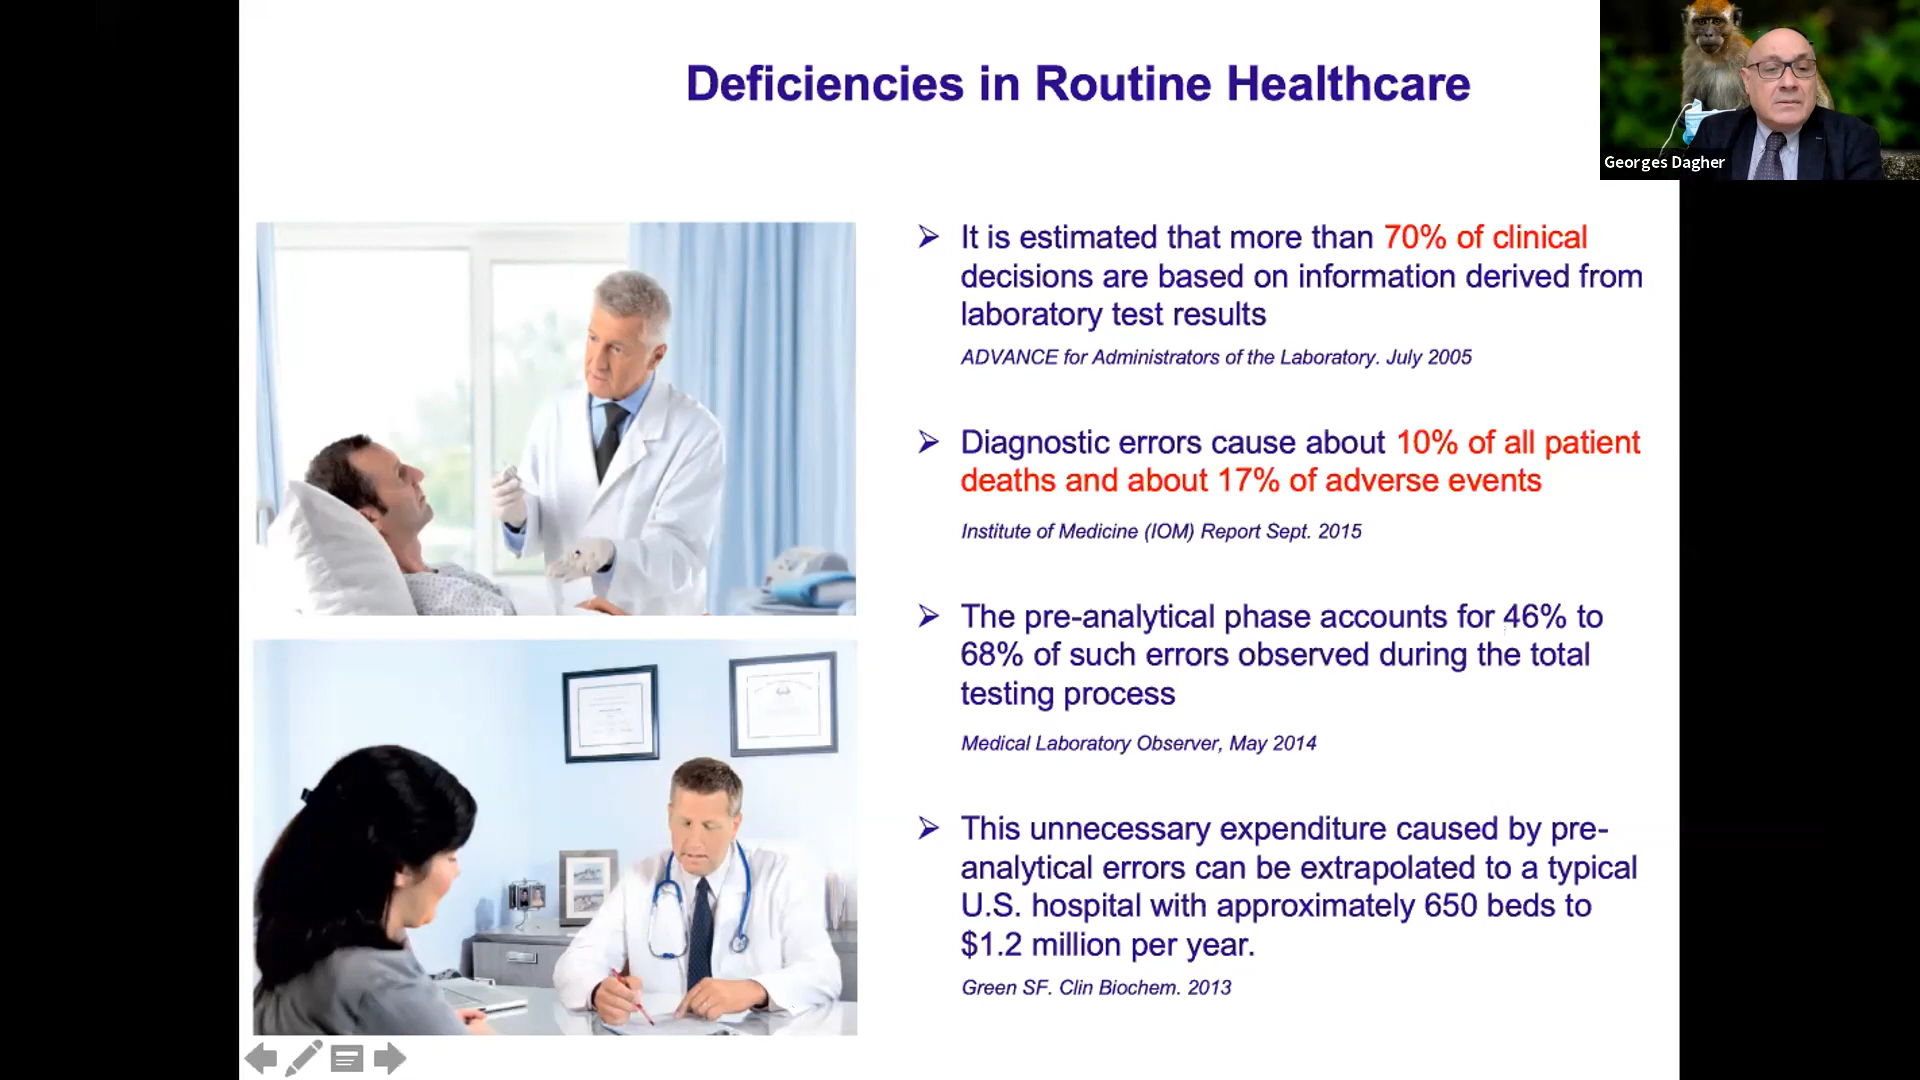 Deficiencies in Routine Healthcare
Georges Dagher
It is estimated that more than 70% of clinical
decisions are based on information derived from
laboratory test results
ADVANCE for Administrators of the Laboratory. July 2005
Diagnostic errors cause about 10% of all patient
deaths and about 17% of adverse events
Institute of Medicine (IOM) Report Sept. 2015
The pre-analytical phase accounts for 46% to
68% of such errors observed during the total
testing process
Medical Laboratory Observer, May 2014
This unnecessary expenditure caused by pre-
analytical errors can be extrapolated to a typical
U.S. hospital with approximately 650 beds to
$1.2 million per year.
Green SF. Clin Biochem. 2013